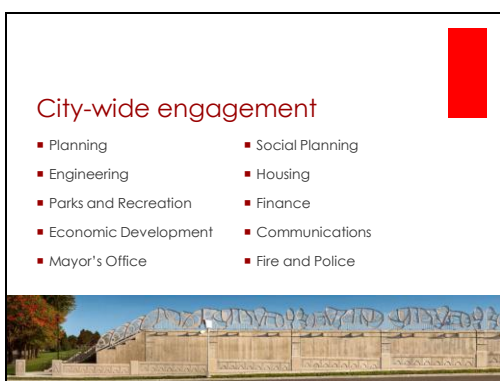 City-wide engagement
Planning
Engineering
Parks and Recreation
Economic Development
Mayor's Office
Social Planning
Housing
Finance
Communications
Fire and Police